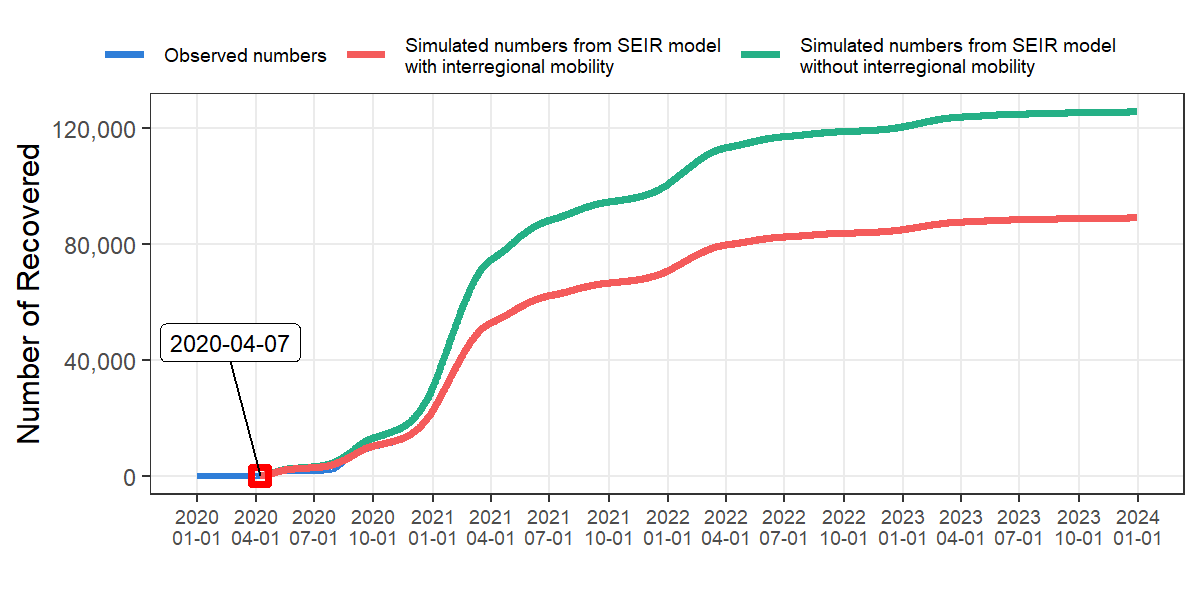 Observed numbers
Simulated numbers from SEIR model
with interregional mobility
Simulated numbers from SEIR model
without interregional mobility
Number of Recovered
120,000
80,000
40,000
0
2020-04-07
2020 2020 2020 2020 2021 2021 2021 2021 2022 2022 2022 2022 2023 2023 2023 2023 2024
01-01 04-01 07-01 10-01 01-01 04-01 07-01 10-01 01-01 04-01 07-01 10-01 01-01 04-01 07-01 10-01 01-01